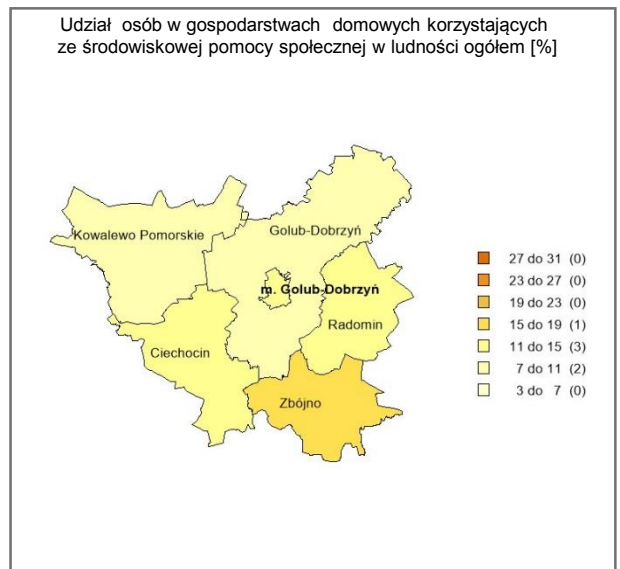 Udział osób w gospodarstwach domowych korzystających
ze środowiskowej pomocy społecznej w ludności ogółem [%]
Kowalewo Pomorskie
Golub-Dobrzyń
m. Golub-Dobrzyń
Radomin
Ciechocin
Zbójno
27 do 31 (0)
23 do 27 (0)
19 do 23 (0)
15 do 19 (1)
11 do 15 (3)
7 do 11 (2)
3 do 7 (0)